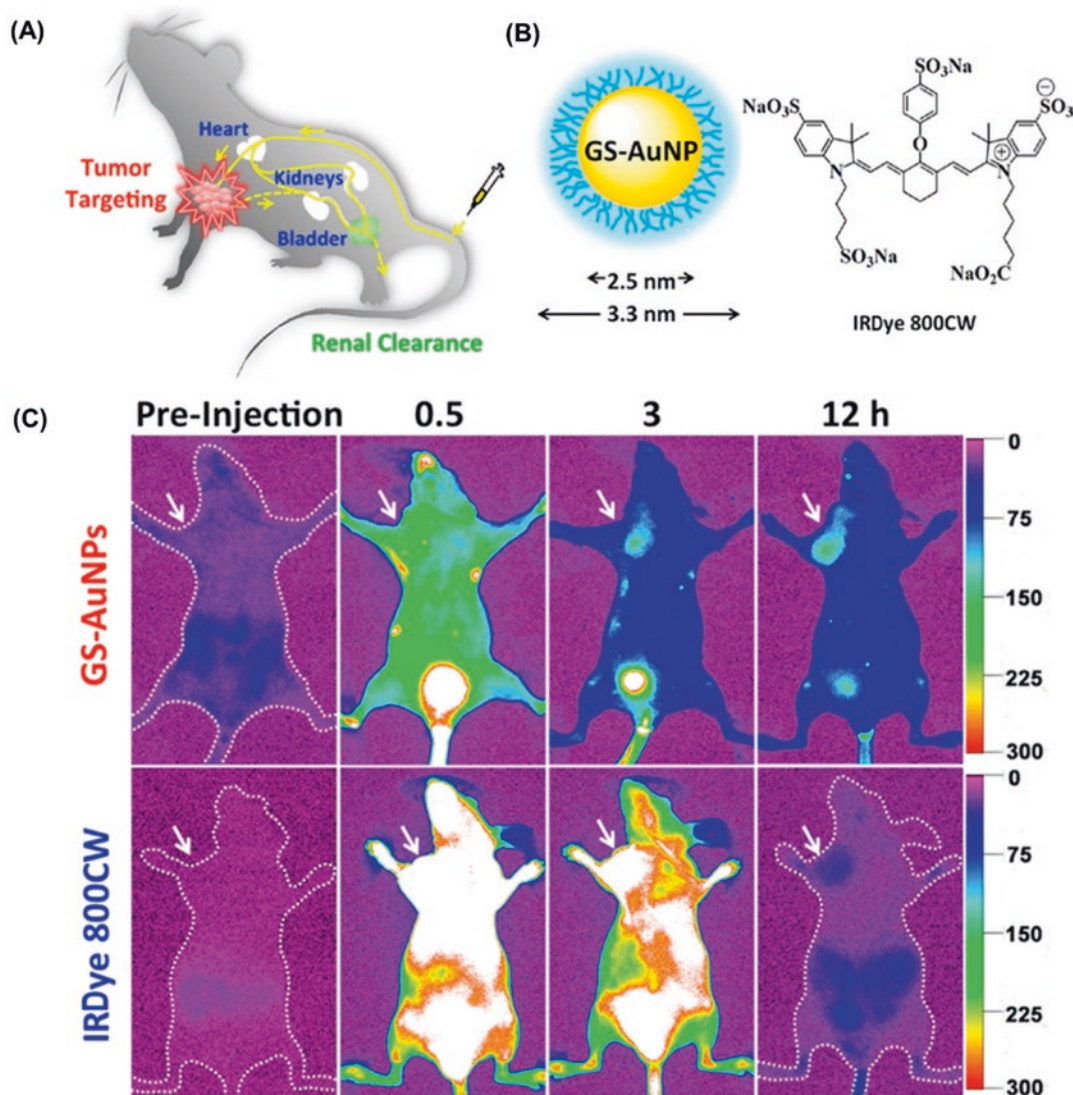 (A)
Heart
Tumor
Targeting
Kidneys
Bladder
Renal Clearance
(B)
GS-AuNP
2.5 nm
3.3 nm
SO₃Na
NaO₃S
⊖
SO₃
O
N
⊕
N
SO₃Na
NaO₂C
IRDye 800CW
(C)
Pre-Injection 0.5 3 12 h
GS-AuNPs
0
75
150
225
300
IRDye 800CW
0
75
150
225
300